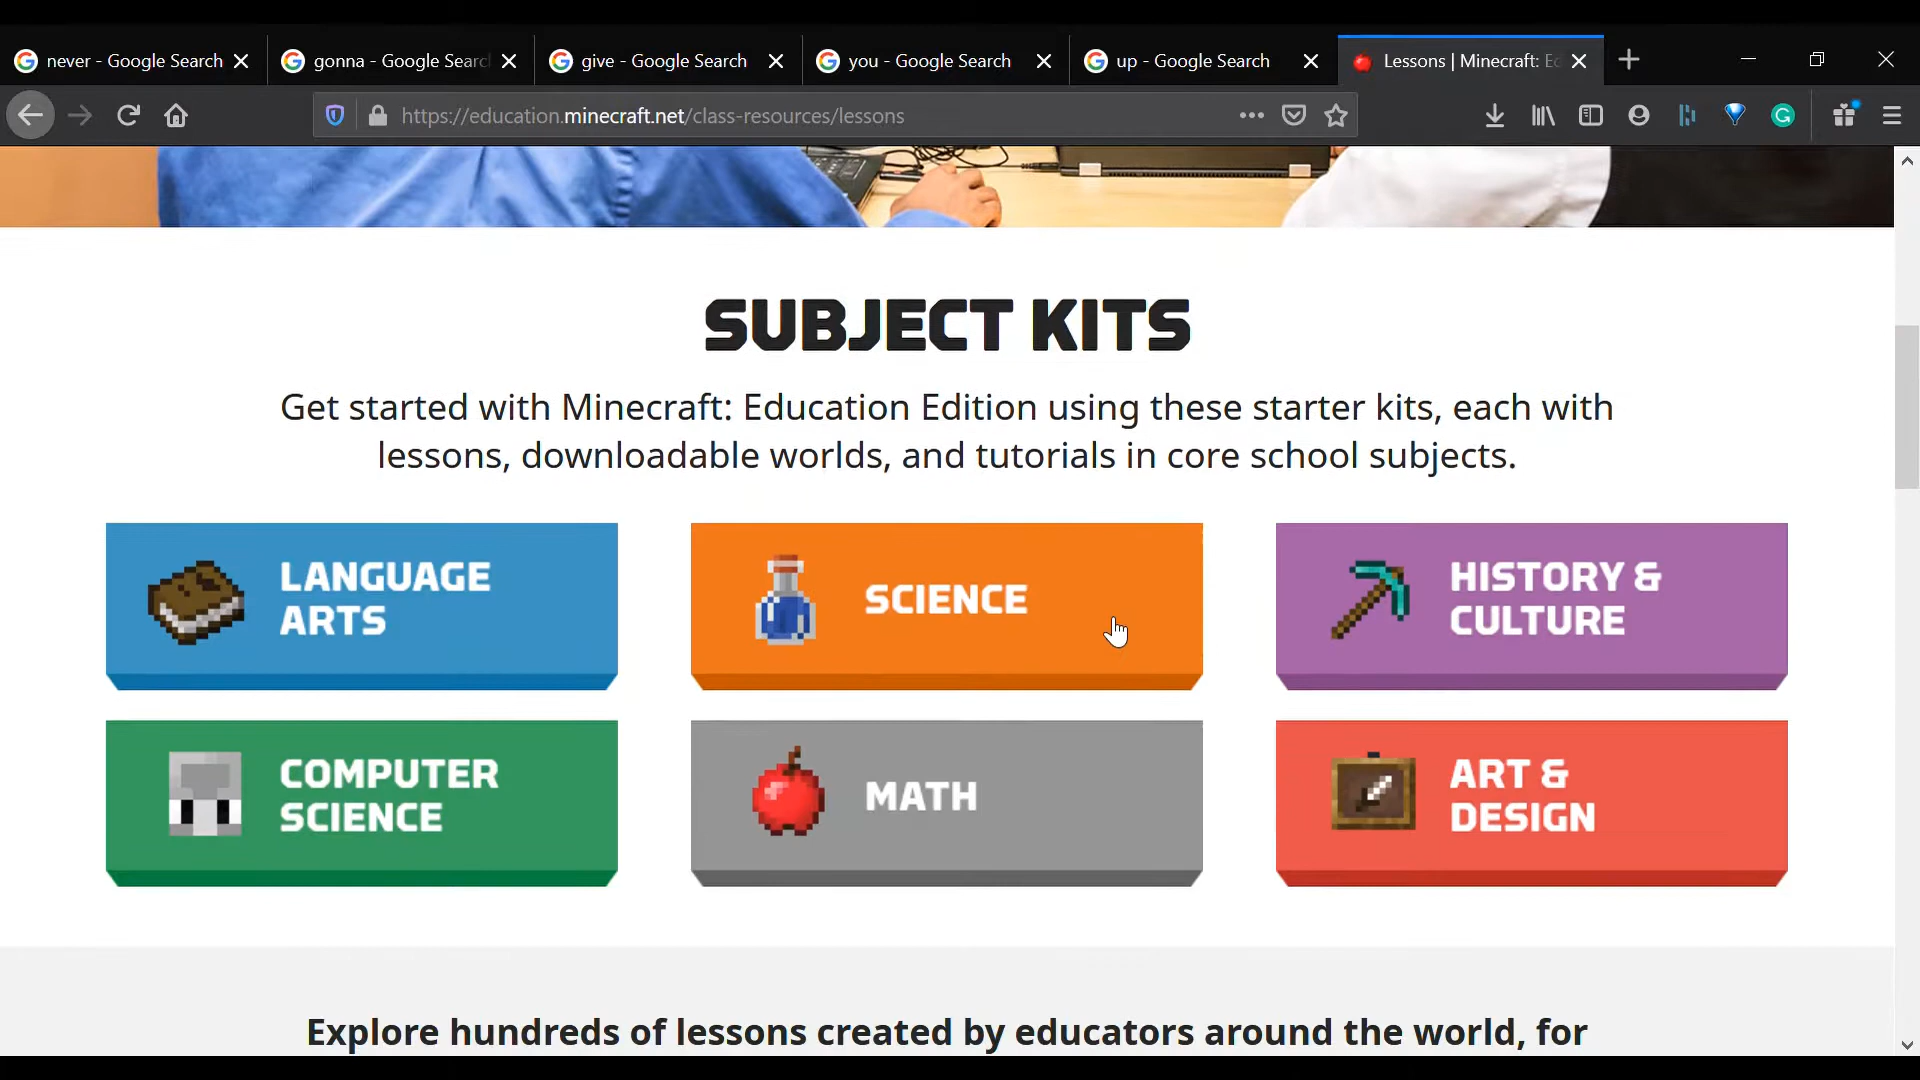 never - Google Search
gonna - Google Searc
give - Google Search
you - Google Search
up - Google Search
Lessons | Minecraft: Ed
https://education.minecraft.net/class-resources/lessons
SUBJECT KITS
Get started with Minecraft: Education Edition using these starter kits, each with
lessons, downloadable worlds, and tutorials in core school subjects.
LANGUAGE
ARTS
SCIENCE
HISTORY &
CULTURE
COMPUTER
SCIENCE
MATH
ART &
DESIGN
Explore hundreds of lessons created by educators around the world, for